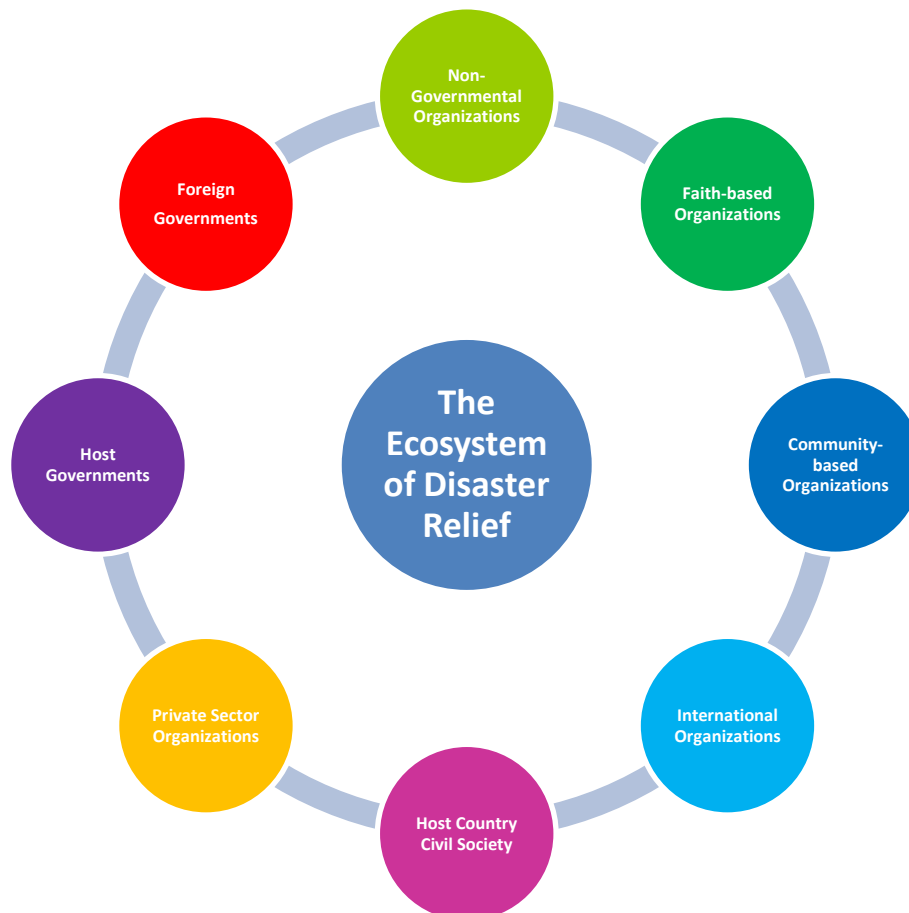 Non-
Governmental
Organizations
Faith-based
Organizations
Community-
based
Organizations
International
Organizations
Host Country
Civil Society
Private Sector
Organizations
Host
Governments
Foreign
Governments
The
Ecosystem
of Disaster
Relief